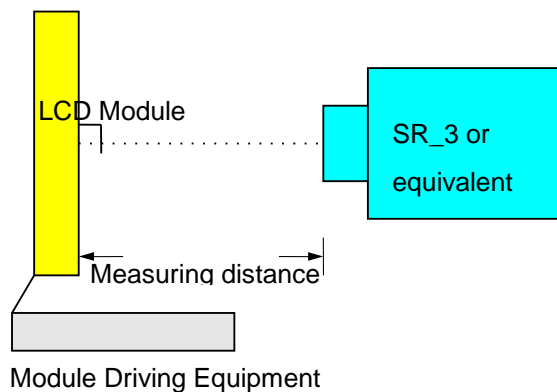 LCD Module
SR_3 or
equivalent
Measuring distance
Module Driving Equipment